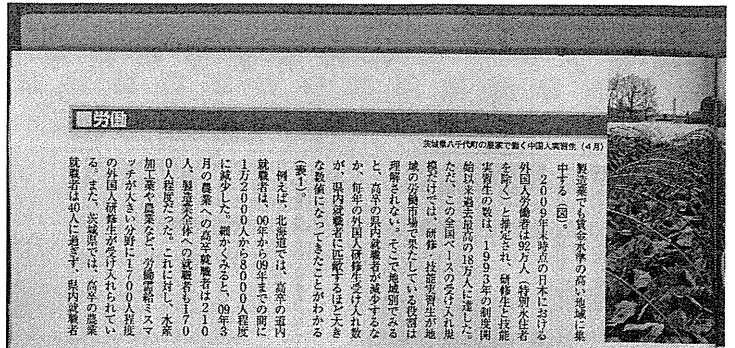 ■労働
茨城県八千代町の農家で働く中国人実習生(4月)
製造業でも賃金水準の高い地域に集
中する(図)。
2009年末時点の日本における
外国人労働者は92万人(特別永住者
を除く)と推定され、研修生と技能
実習生の数は、1993年の制度開
始以来過去最高の18万人に達した。
ただ、この全国ベースの受け入れ規
模だけでは、研修・技能実習生が地
域の労働市場で果たしている役割は
理解されない。そこで地域別でみる
と、高卒の県内就職者が減少するな
か、毎年の外国人研修生受け入れ数
が、県内就職者に匹敵するほど大き
な数値になってきたことがわかる
(表1)。
例えば、北海道では、高卒の道内
就職者は、00年から09年までの間に
1万2000人から8000人程度
に減少した。細かくみると、09年3
月の農業への高卒就職者は210
人、製造業全体への就職者も170
0人程度だった。これに対し、水産
加工業や農業など、労働需給ミスマ
ッチが大きい分野に1700人程度
の外国人研修生が受け入れられてい
る。また、茨城県では、高卒の農業
就職者は40人に過ぎず、県内就職者